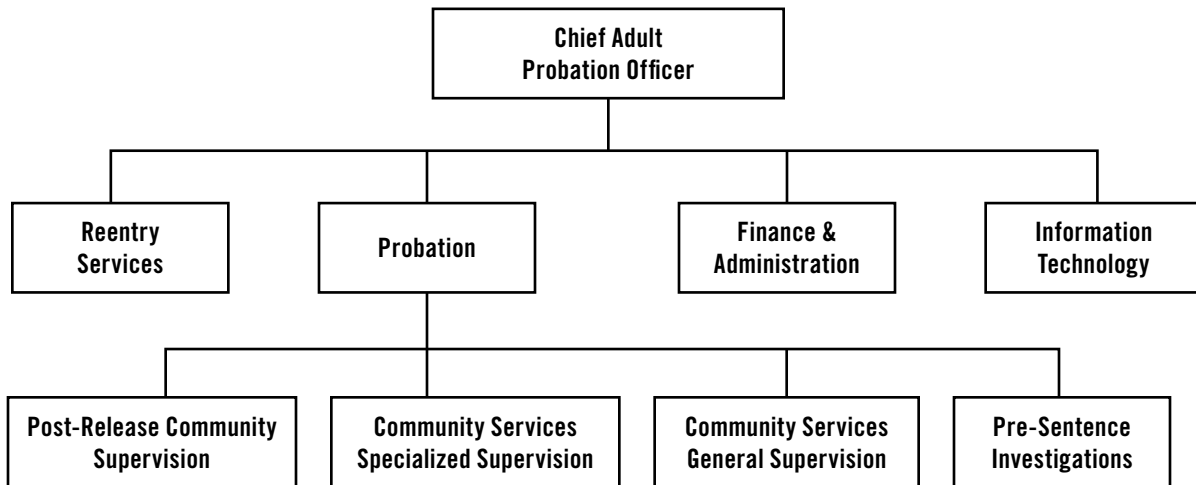 Chief Adult
Probation Officer
Reentry
Services
Probation
Finance &
Administration
Information
Technology
Post-Release Community
Supervision
Community Services
Specialized Supervision
Community Services
General Supervision
Pre-Sentence
Investigations